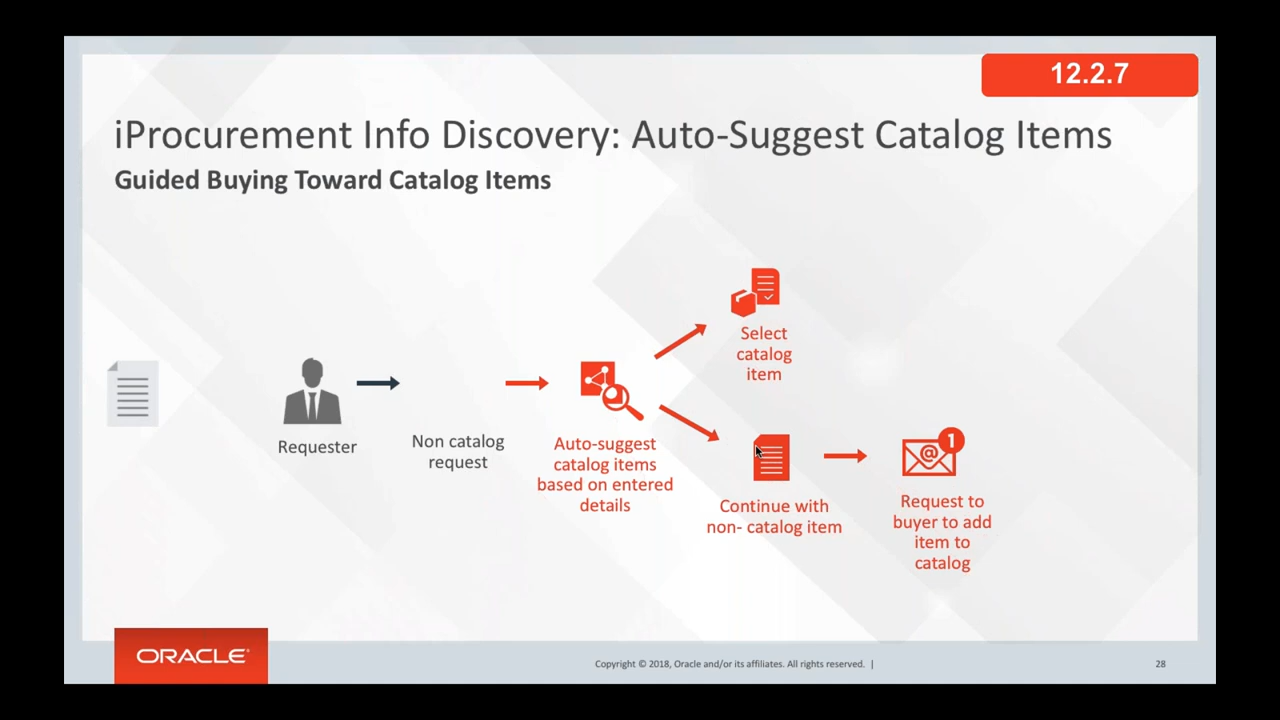 12.2.7
iProcurement Info Discovery: Auto-Suggest Catalog Items
Guided Buying Toward Catalog Items
Select
catalog
item
Requester
Non catalog
request
Auto-suggest
catalog items
based on entered
details
1
@
Continue with
non- catalog item
Request to
buyer to add
item to
catalog
ORACLE®
Copyright © 2018, Oracle and/or its affiliates. All rights reserved. |
28